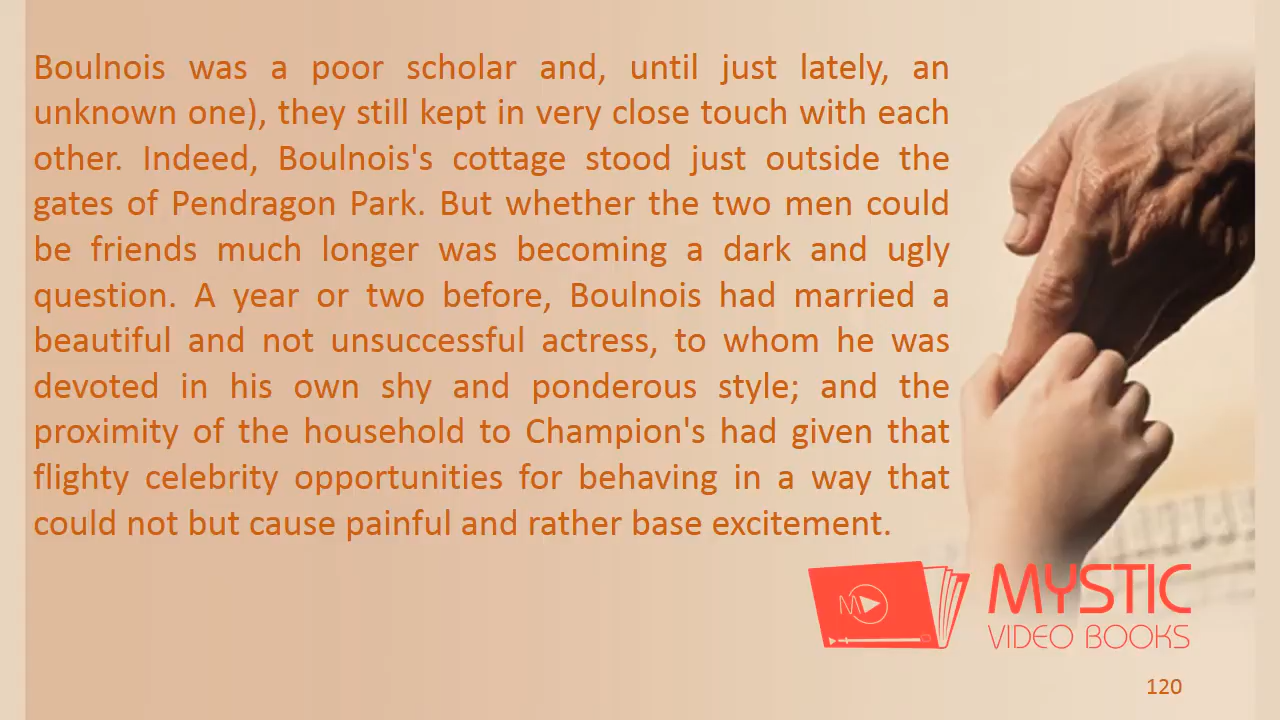 Boulnois was a poor scholar and, until just lately, an
unknown one), they still kept in very close touch with each
other. Indeed, Boulnois's cottage stood just outside the
gates of Pendragon Park. But whether the two men could
be friends much longer was becoming a dark and ugly
question. A year or two before, Boulnois had married a
beautiful and not unsuccessful actress, to whom he was
devoted in his own shy and ponderous style; and the
proximity of the household to Champion's had given that
flighty celebrity opportunities for behaving in a way that
could not but cause painful and rather base excitement.
M
MYSTIC
VIDEO BOOKS
120